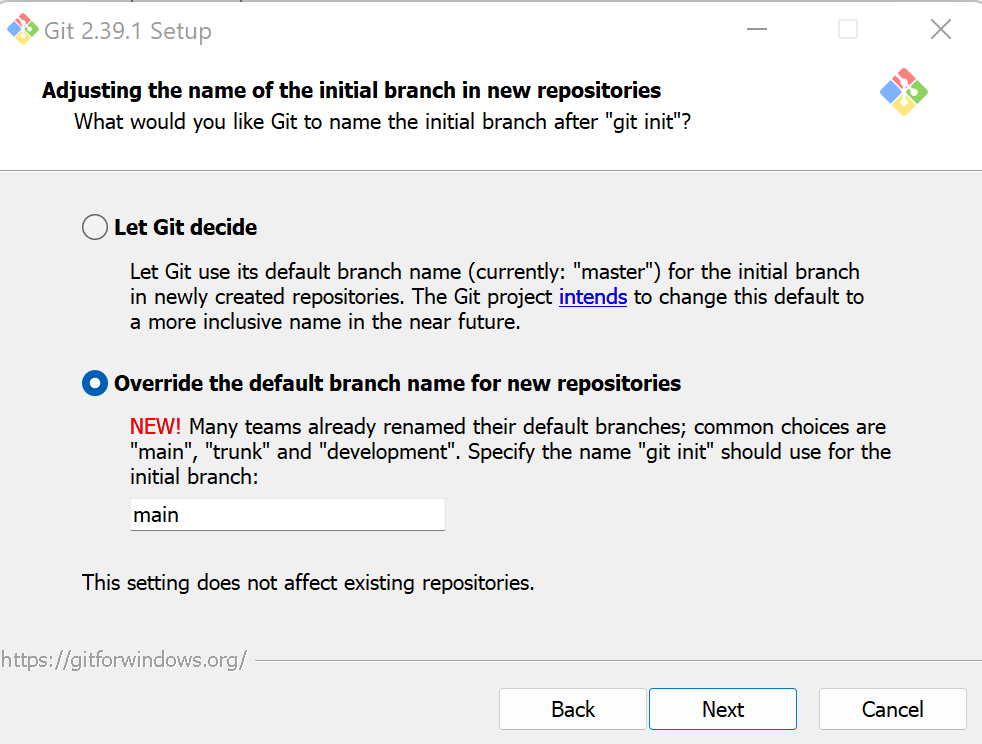 Git 2.39.1 Setup
Adjusting the name of the initial branch in new repositories
What would you like Git to name the initial branch after "git init"?
Let Git decide
Let Git use its default branch name (currently: "master") for the initial branch
in newly created repositories. The Git project intends to change this default to
a more inclusive name in the near future.
Override the default branch name for new repositories
NEW! Many teams already renamed their default branches; common choices are
"main", "trunk" and "development". Specify the name "git init" should use for the
initial branch:
main
This setting does not affect existing repositories.
https://gitforwindows.org/
Back Next Cancel